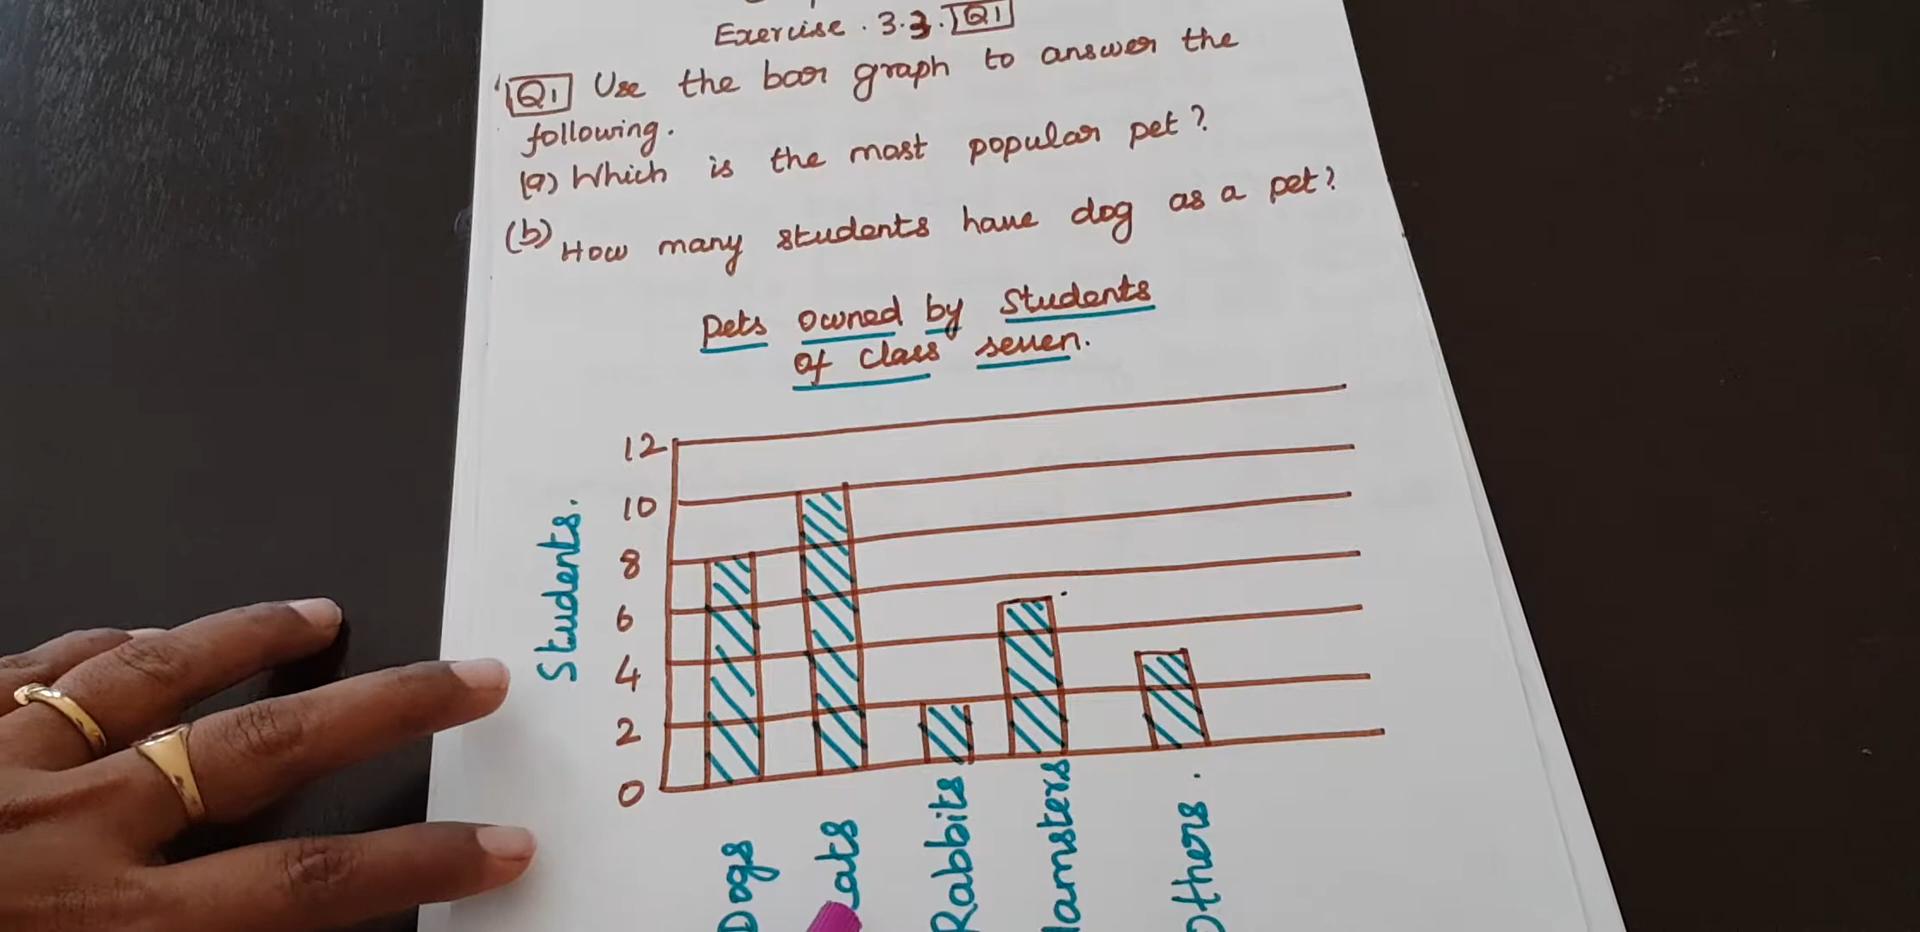 Exercise . 3.3. Q1
Q1 Use the bar graph to answer the
following.
(a) Which is the most popular pet?
(b) How many students have dog as a pet?
Pets owned by Students
of class seven.
12
10
8
6
4
2
0
Students.
Dogs
Cats
Rabbits
Hamsters
Others.